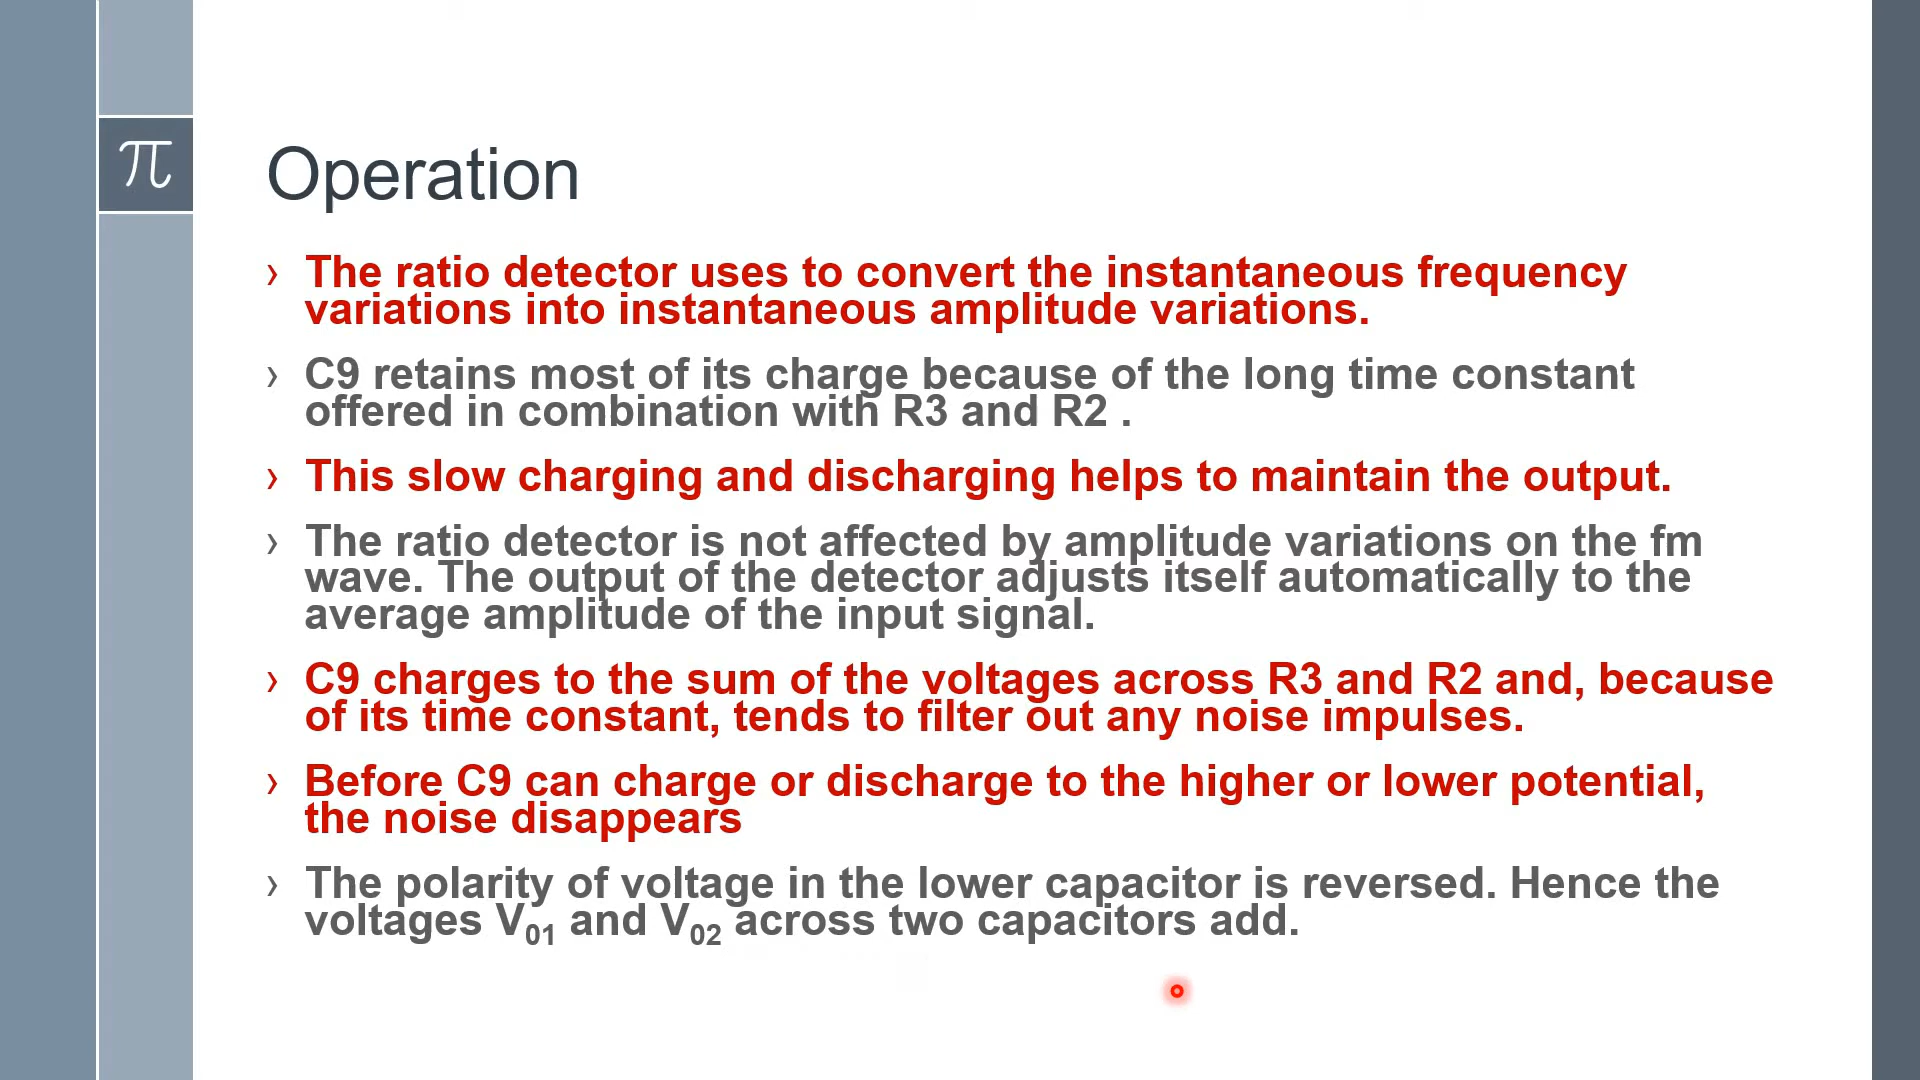 π
Operation
› The ratio detector uses to convert the instantaneous frequency
variations into instantaneous amplitude variations.
› C9 retains most of its charge because of the long time constant
offered in combination with R3 and R2 .
› This slow charging and discharging helps to maintain the output.
› The ratio detector is not affected by amplitude variations on the fm
wave. The output of the detector adjusts itself automatically to the
average amplitude of the input signal.
› C9 charges to the sum of the voltages across R3 and R2 and, because
of its time constant, tends to filter out any noise impulses.
› Before C9 can charge or discharge to the higher or lower potential,
the noise disappears
› The polarity of voltage in the lower capacitor is reversed. Hence the
voltages V01 and V02 across two capacitors add.